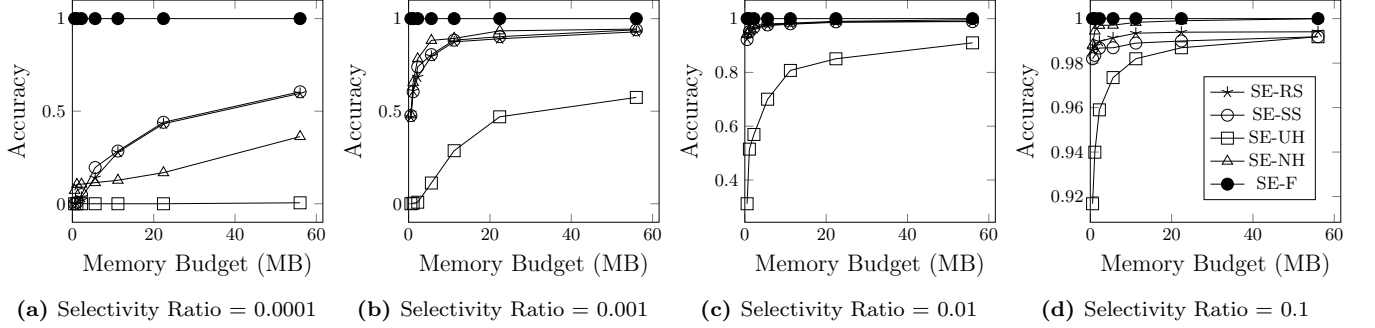 1
0.5
0
0 20 40 60
Accuracy
Memory Budget (MB)
(a) Selectivity Ratio = 0.0001
1
0.5
0
0 20 40 60
Accuracy
Memory Budget (MB)
(b) Selectivity Ratio = 0.001
1
0.8
0.6
0.4
0 20 40 60
Accuracy
Memory Budget (MB)
(c) Selectivity Ratio = 0.01
1
0.98
0.96
0.94
0.92
0 20 40 60
Accuracy
Memory Budget (MB)
SE-RS
SE-SS
SE-UH
SE-NH
SE-F
(d) Selectivity Ratio = 0.1